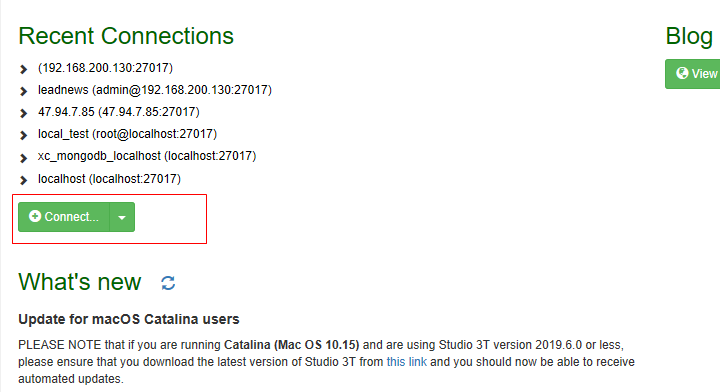 Recent Connections
(192.168.200.130:27017)
leadnews (admin@192.168.200.130:27017)
47.94.7.85 (47.94.7.85:27017)
local_test (root@localhost:27017)
xc_mongodb_localhost (localhost:27017)
localhost (localhost:27017)
Connect...
Blog
View
What's new
Update for macOS Catalina users
PLEASE NOTE that if you are running Catalina (Mac OS 10.15) and are using Studio 3T version 2019.6.0 or less,
please ensure that you download the latest version of Studio 3T from this link and you should now be able to receive
automated updates.